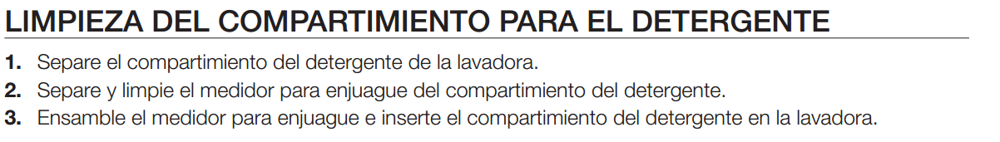 LIMPIEZA DEL COMPARTIMIENTO PARA EL DETERGENTE
1. Separe el compartimiento del detergente de la lavadora.
2. Separe y limpie el medidor para enjuague del compartimiento del detergente.
3. Ensamble el medidor para enjuague e inserte el compartimiento del detergente en la lavadora.